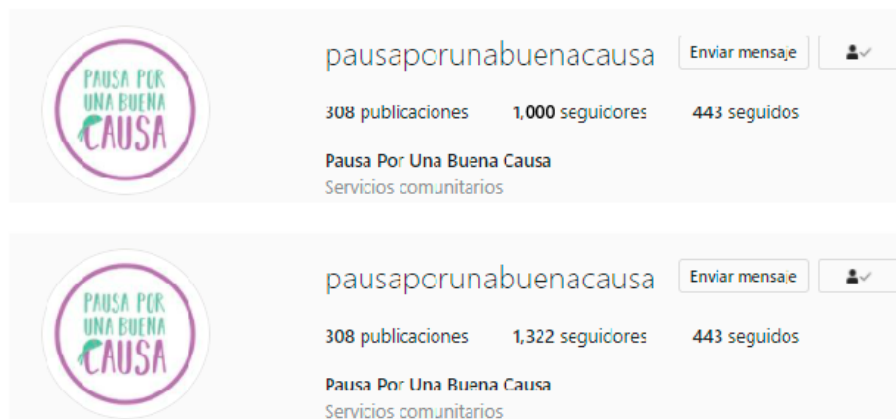 PAUSA POR
UNA BUENA
CAUSA
pausaporunabuenacausa Enviar mensaje
308 publicaciones 1,000 seguidores 443 seguidos
Pausa Por Una Buena Causa
Servicios comunitarios
PAUSA POR
UNA BUENA
CAUSA
pausaporunabuenacausa Enviar mensaje
308 publicaciones 1,322 seguidores 443 seguidos
Pausa Por Una Buena Causa
Servicios comunitarios